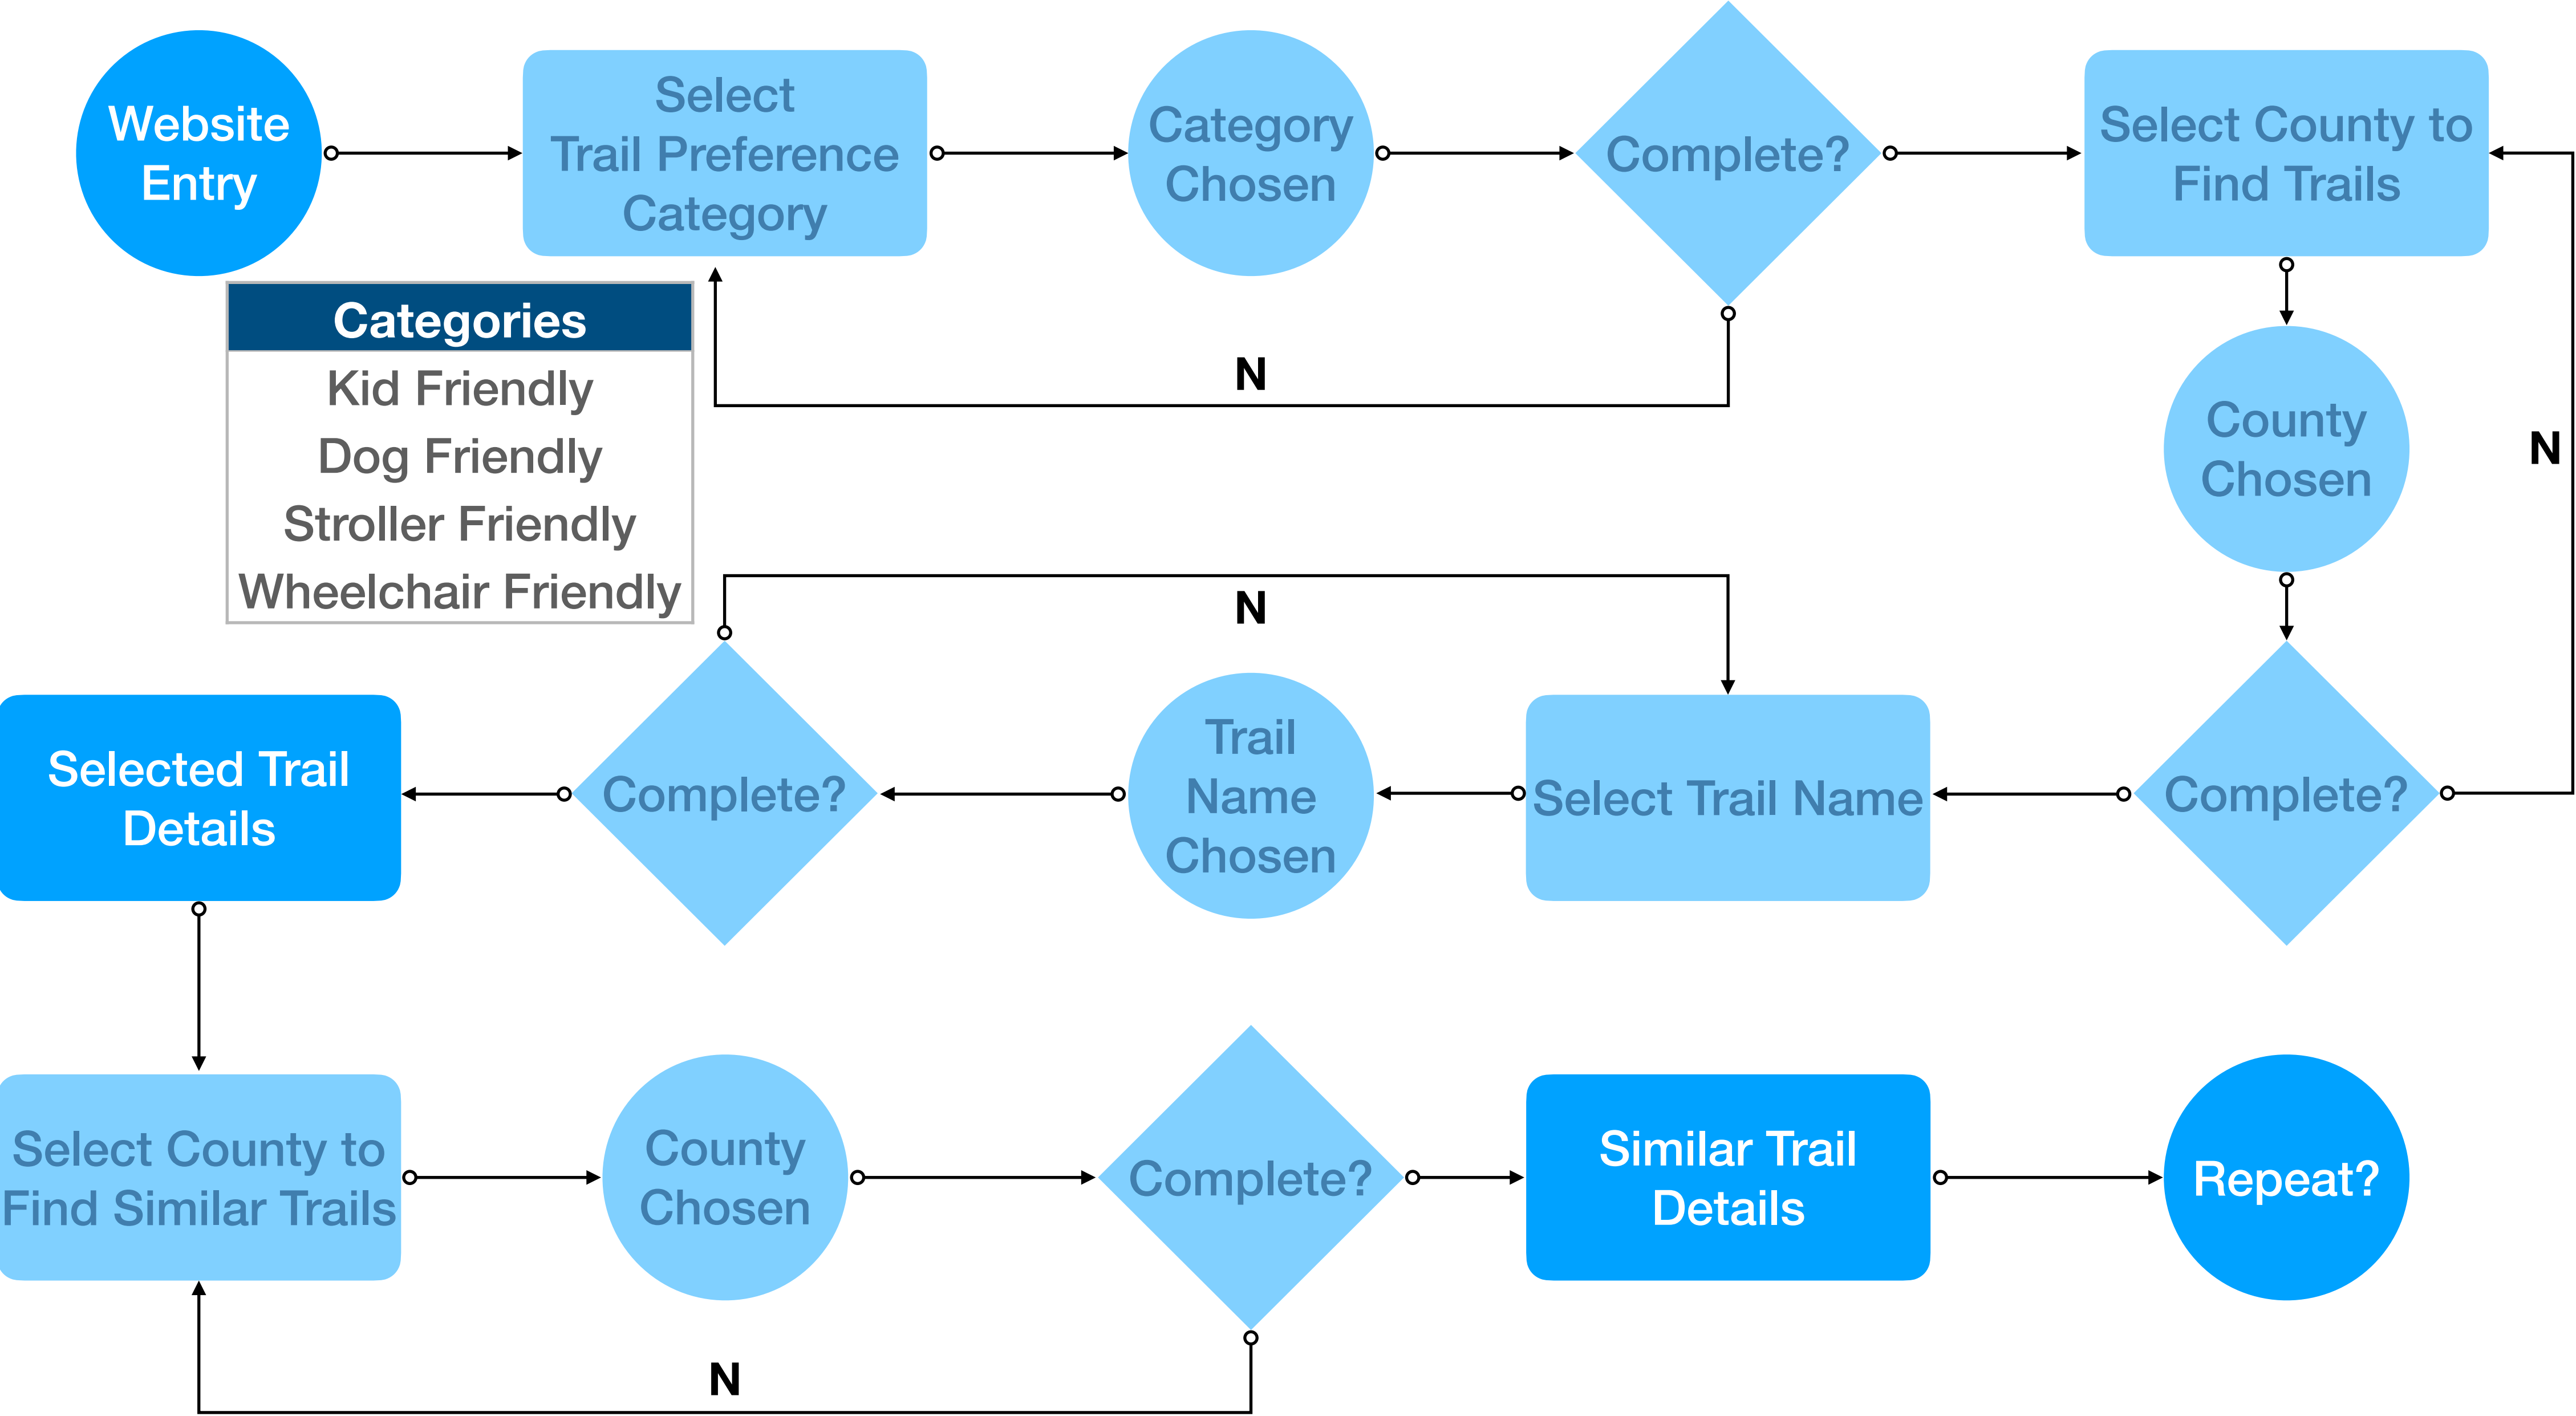 Website
Entry
Select
Trail Preference
Category
Category
Chosen
Complete?
Select County to
Find Trails
Categories
Kid Friendly
Dog Friendly
Stroller Friendly
Wheelchair Friendly
N
County
Chosen
N
Complete?
N
Select Trail Name
Trail
Name
Chosen
Complete?
Selected Trail
Details
Select County to
Find Similar Trails
County
Chosen
Complete?
N
Similar Trail
Details
Repeat?